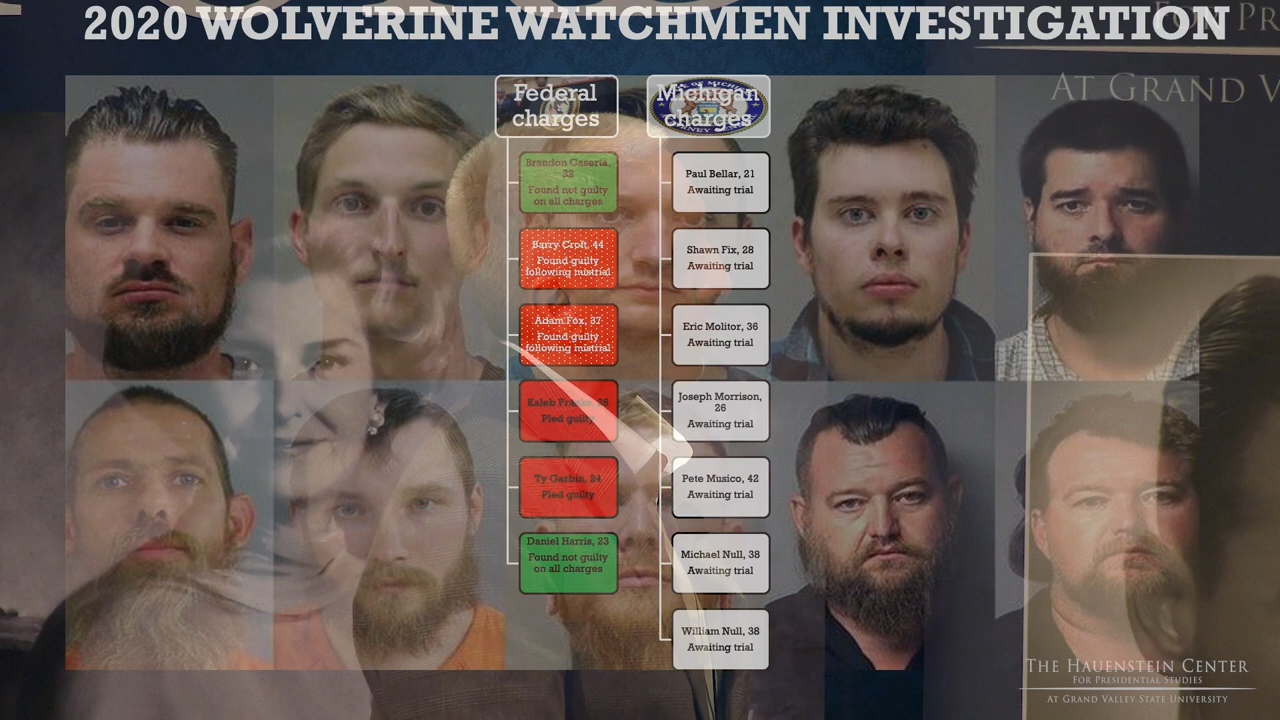 2020 WOLVERINE WATCHMEN INVESTIGATION
FOR PR
AT GRAND V
Federal
charges
Brandon Caserta,
32
Found not guilty
on all charges
Barry Croft, 44
Found guilty
following mistrial
Adam Fox, 37
Found guilty
following mistrial
Kaleb Franks, 26
Pled guilty
Ty Garbin, 24
Pled guilty
Daniel Harris, 23
Found not guilty
on all charges
Michigan
charges
Paul Bellar, 21
Awaiting trial
Shawn Fix, 28
Awaiting trial
Eric Molitor, 36
Awaiting trial
Joseph Morrison,
26
Awaiting trial
Pete Musico, 42
Awaiting trial
Michael Null, 38
Awaiting trial
William Null, 38
Awaiting trial
THE HAUENSTEIN CENTER
FOR PRESIDENTIAL STUDIES
AT GRAND VALLEY STATE UNIVERSITY